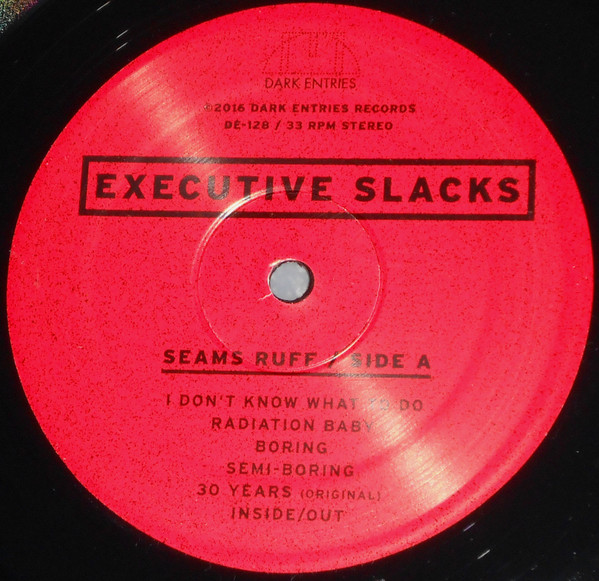 DARK ENTRIES
©2016 DARK ENTRIES RECORDS
DE-128 / 33 RPM STEREO
EXECUTIVE SLACKS
SEAMS RUFF / SIDE A
I DON'T KNOW WHAT TO DO
RADIATION BABY
BORING
SEMI-BORING
30 YEARS (ORIGINAL)
INSIDE/OUT